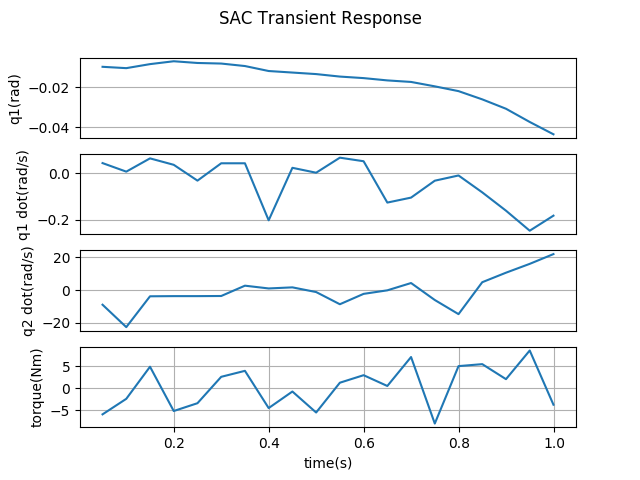 SAC Transient Response
q1(rad)
−0.02
−0.04
q1 dot(rad/s)
0.0
−0.2
q2 dot(rad/s)
20
0
−20
torque(Nm)
5
0
−5
0.2 0.4 0.6 0.8 1.0
time(s)